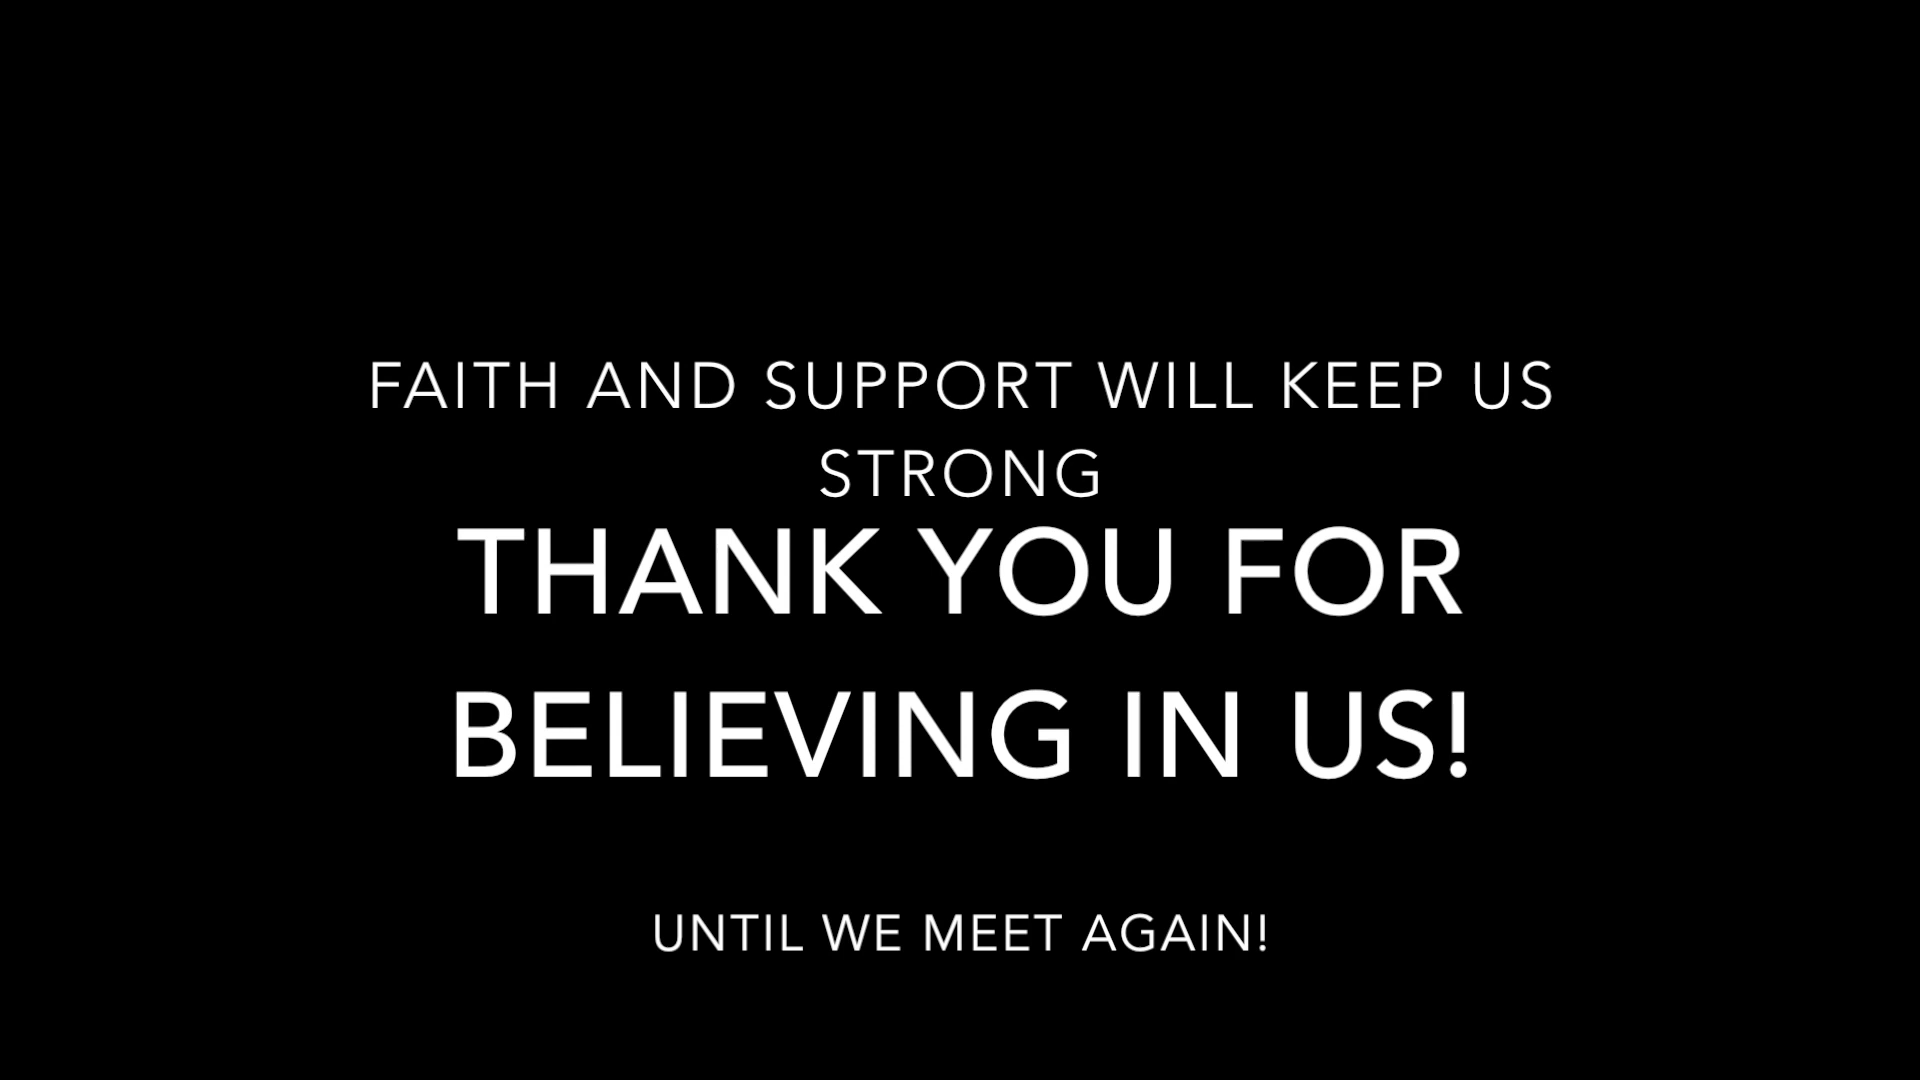 FAITH AND SUPPORT WILL KEEP US
STRONG
THANK YOU FOR
BELIEVING IN US!
UNTIL WE MEET AGAIN!